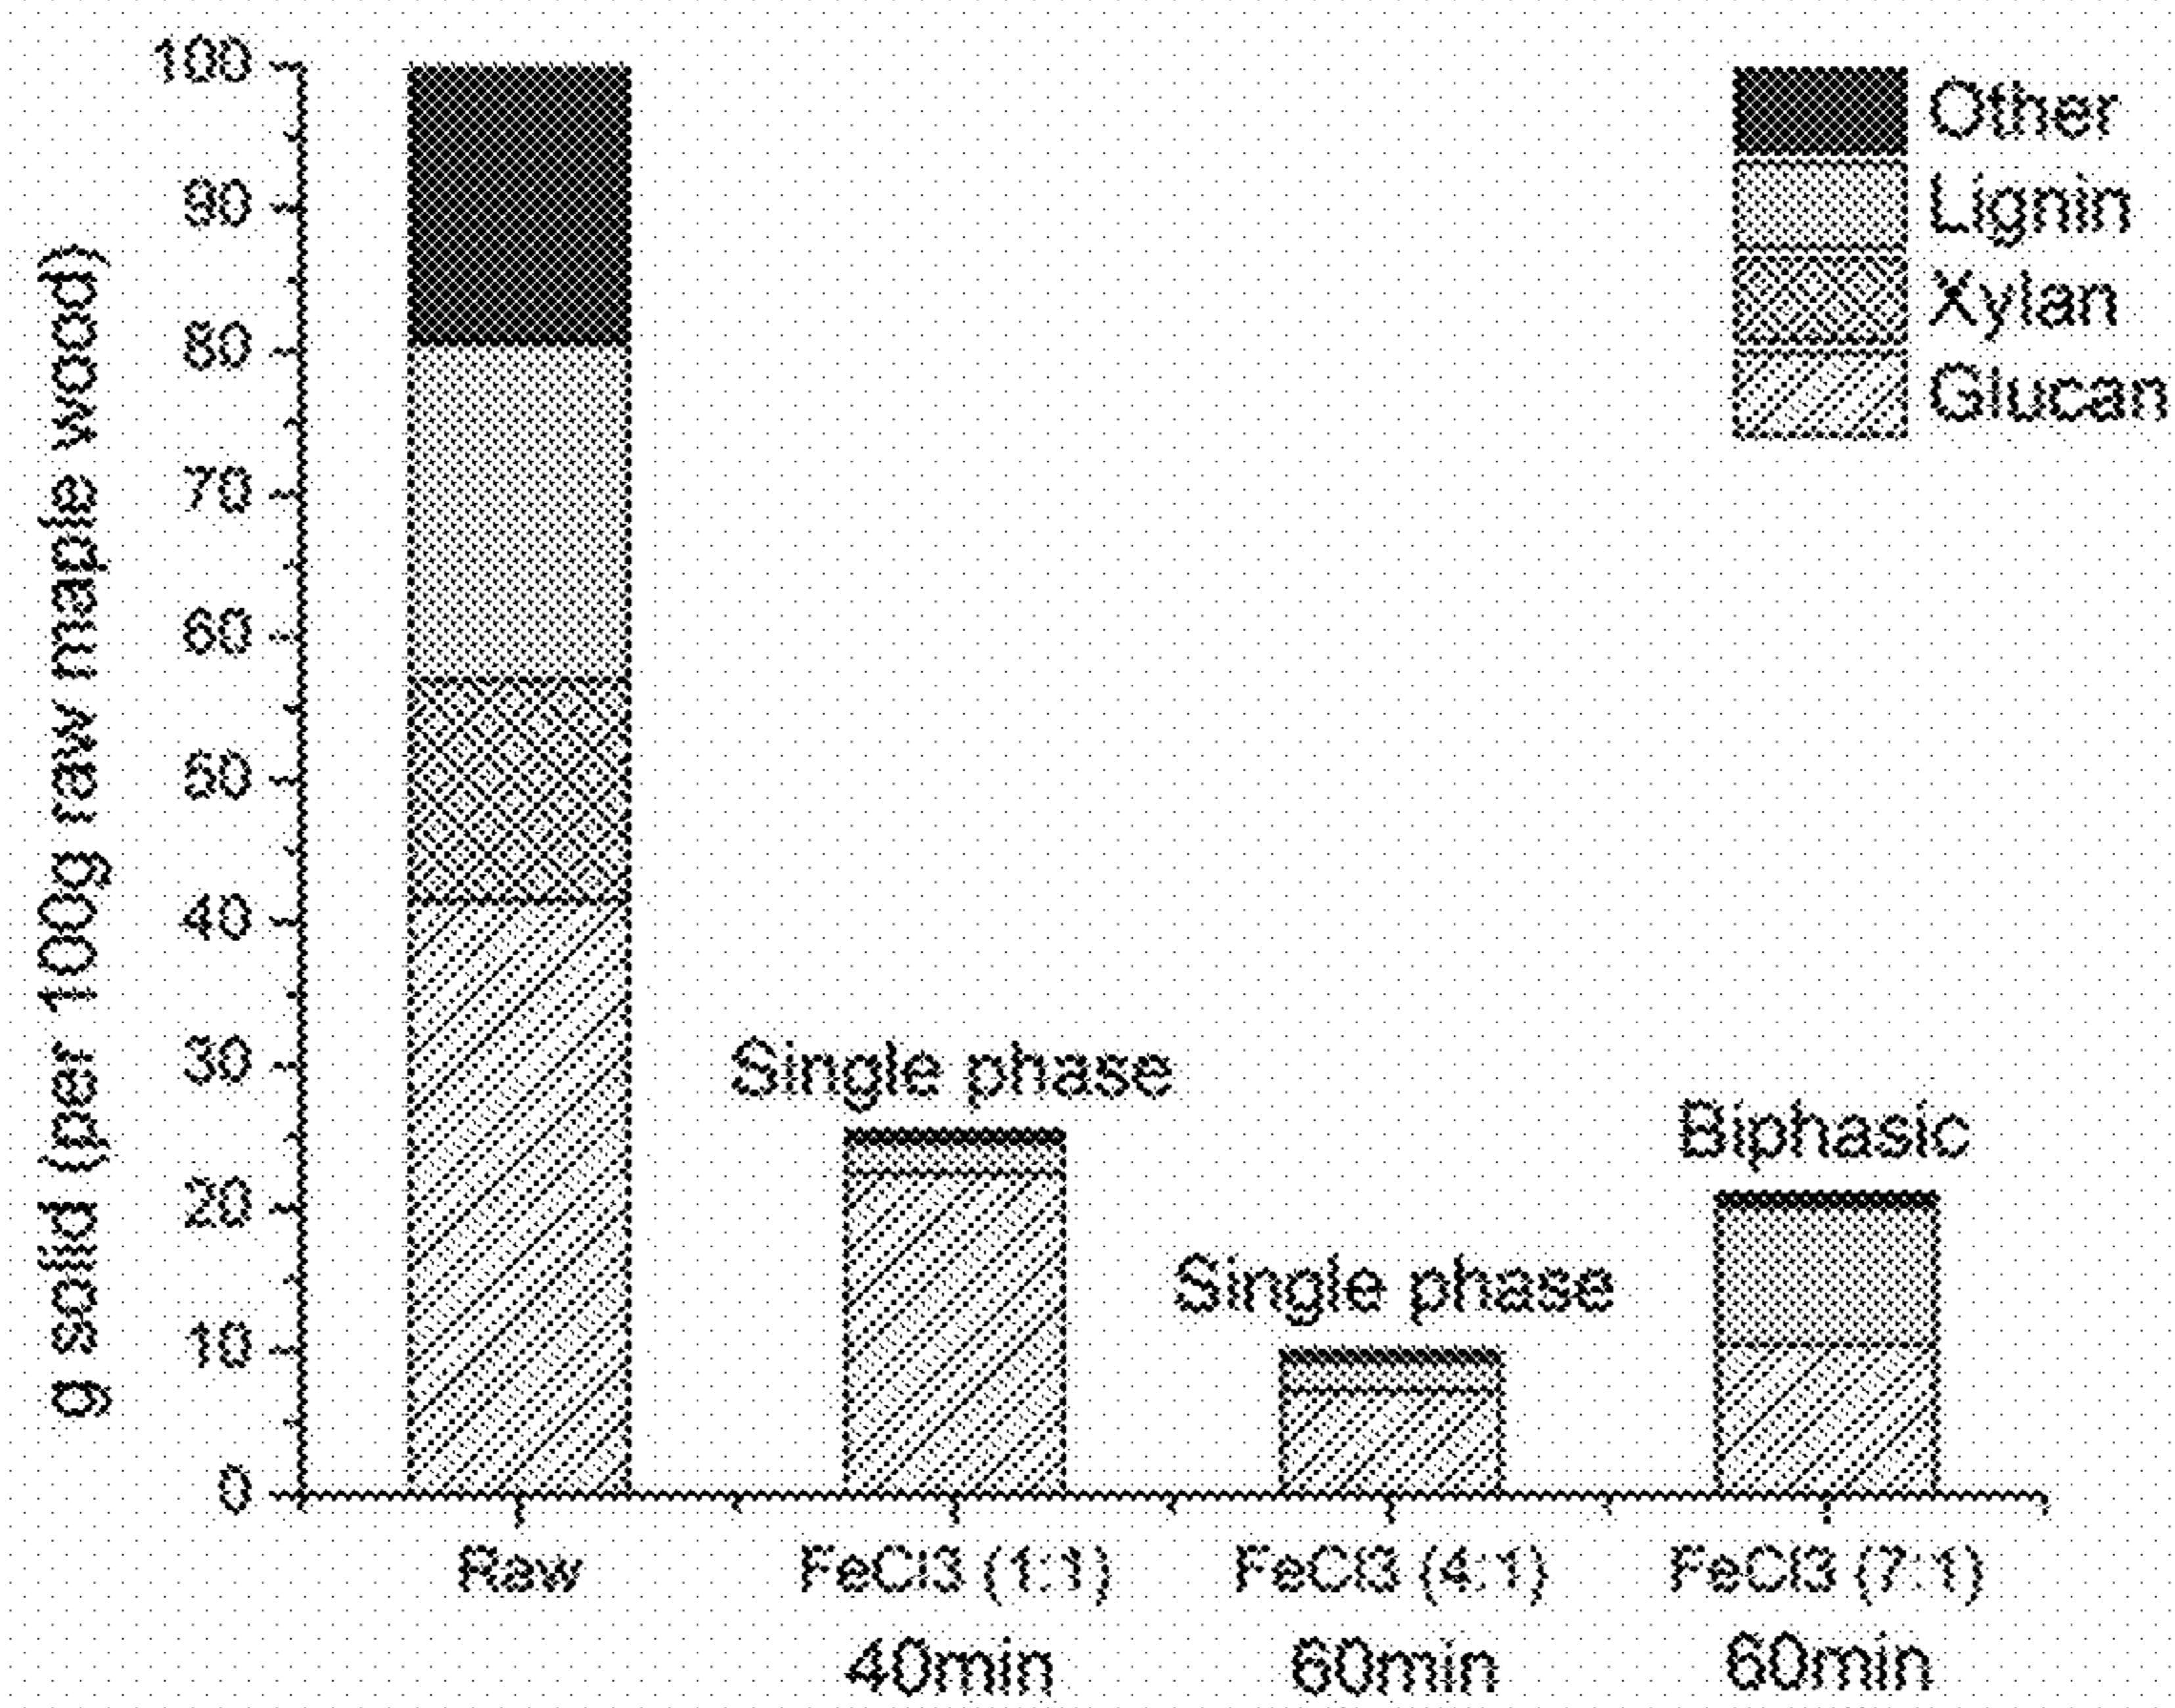 g solid (per 100g raw maple wood)
100
90
80
70
60
50
40
30
20
10
0
Other
Lignin
Xylan
Glucan
Single phase
Single phase
Biphasic
Raw
FeCl3 (1:1)
FeCl3 (4:1)
FeCl3 (7:1)
40min
60min
60min